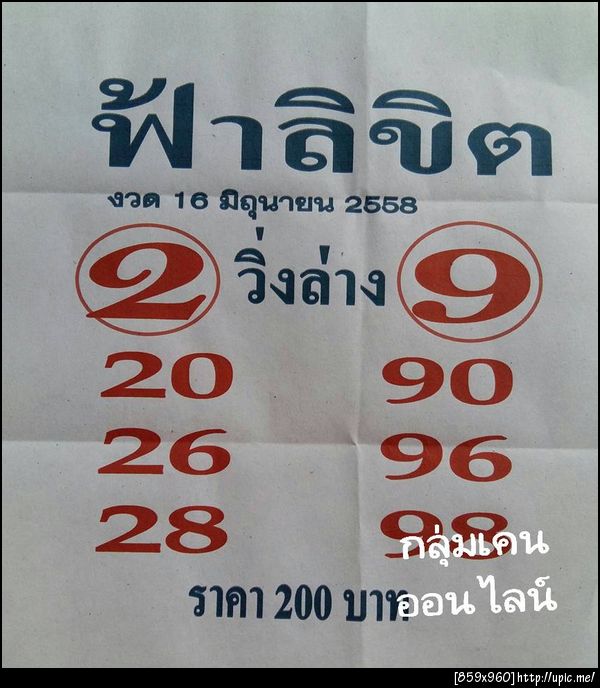 ฟ้าลิขิต
งวด 16 มิถุนายน 2558
2 วิ่งล่าง 9
20 90
26 96
28 98
กลุ่มเคน
ราคา 200 บาท
ออนไลน์
[859x960]http://upic.me/